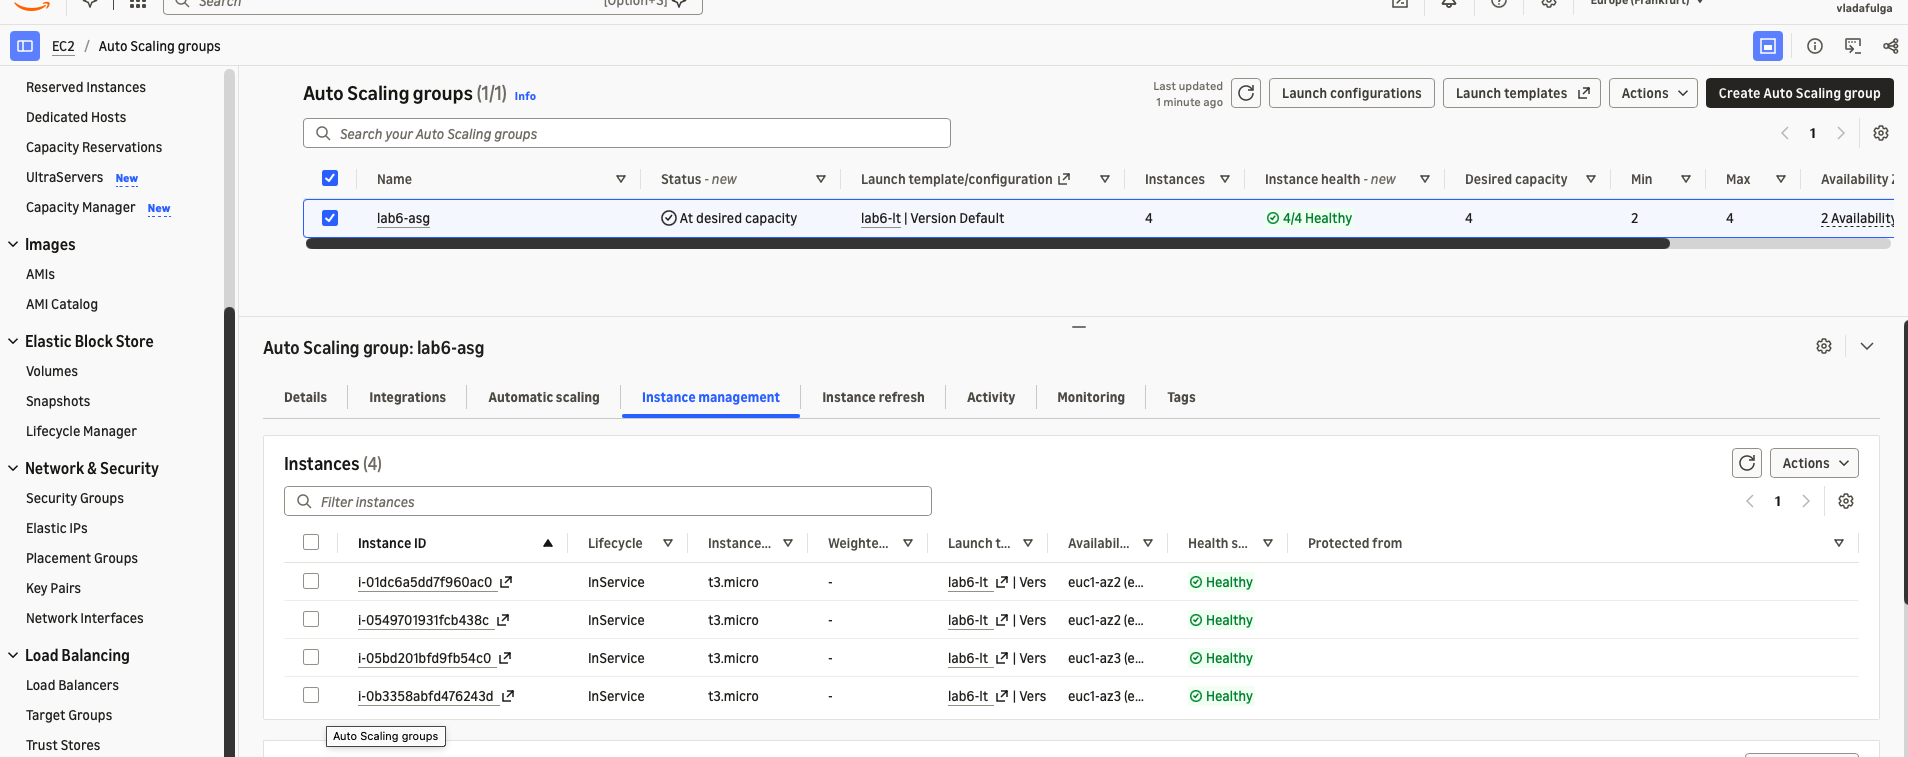 Search
[Option+S]
Europe (Frankfurt)
vladafulga
EC2 / Auto Scaling groups
Reserved Instances
Dedicated Hosts
Capacity Reservations
UltraServers New
Capacity Manager New
Images
AMIs
AMI Catalog
Elastic Block Store
Volumes
Snapshots
Lifecycle Manager
Network & Security
Security Groups
Elastic IPs
Placement Groups
Key Pairs
Network Interfaces
Load Balancing
Load Balancers
Target Groups
Trust Stores
Auto Scaling groups (1/1) Info
Last updated
1 minute ago
Launch configurations
Launch templates
Actions
Create Auto Scaling group
Search your Auto Scaling groups
1
Name Status - new Launch template/configuration Instances Instance health - new Desired capacity Min Max Availability Z
lab6-asg At desired capacity lab6-lt | Version Default 4 4/4 Healthy 4 2 4 2 Availability
Auto Scaling group: lab6-asg
Details Integrations Automatic scaling Instance management Instance refresh Activity Monitoring Tags
Instances (4)
Actions
Filter instances
1
Instance ID Lifecycle Instance... Weighte... Launch t... Availabil... Health s... Protected from
i-01dc6a5dd7f960ac0 InService t3.micro - lab6-lt | Vers euc1-az2 (e... Healthy
i-0549701931fcb438c InService t3.micro - lab6-lt | Vers euc1-az2 (e... Healthy
i-05bd201bfd9fb54c0 InService t3.micro - lab6-lt | Vers euc1-az3 (e... Healthy
i-0b3358abfd476243d InService t3.micro - lab6-lt | Vers euc1-az3 (e... Healthy
Auto Scaling groups